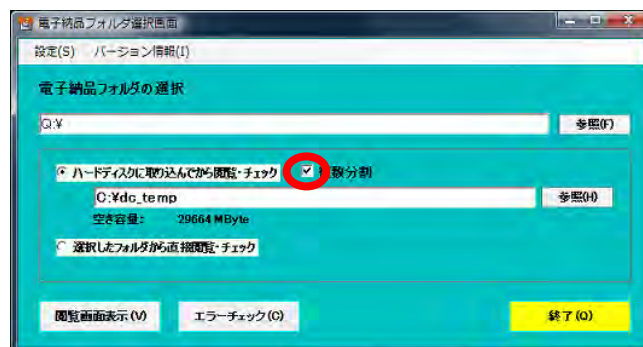 電子納品フォルダ選択画面
設定(S) バージョン情報(I)
電子納品フォルダの選択
Q:¥
参照(F)
ハードディスクに取り込んでから閲覧・チェック
数分割
C:¥dc_temp
参照(H)
空き容量: 29664 MByte
選択したフォルダから直接閲覧・チェック
閲覧画面表示(V) エラーチェック(C) 終了(Q)